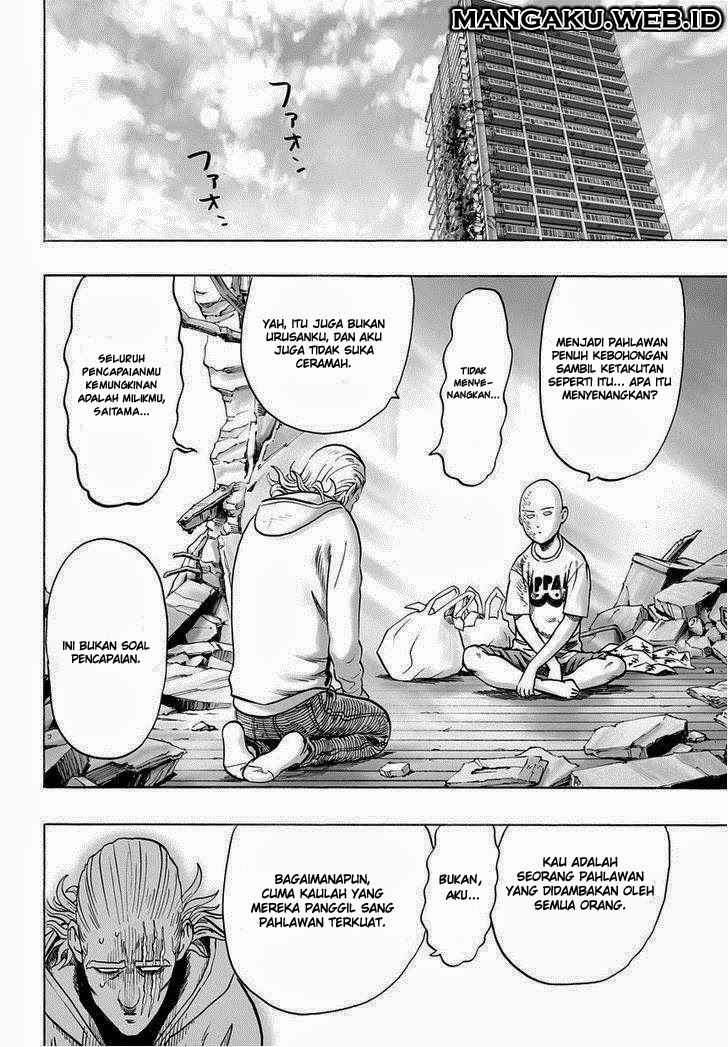 MANGAKU.WEB.ID
ファオン
ファオン
MENJADI PAHLAWAN
PENUH KEBOHONGAN
SAMBIL KETAKUTAN
SEPERTI ITU... APA ITU
MENYENANGKAN?
TIDAK
MENYE-
NANGKAN...
YAH, ITU JUGA BUKAN
URUSANKU, DAN AKU
JUGA TIDAK SUKA
CERAMAH.
SELURUH
PENCAPAIANMU
KEMUNGKINAN
ADALAH MILIKMU,
SAITAMA...
INI BUKAN SOAL
PENCAPAIAN.
OPPAI
KAU ADALAH
SEORANG PAHLAWAN
YANG DIDAMBAKAN OLEH
SEMUA ORANG.
BUKAN,
AKU...
BAGAIMANAPUN,
CUMA KAULAH YANG
MEREKA PANGGIL SANG
PAHLAWAN TERKUAT.